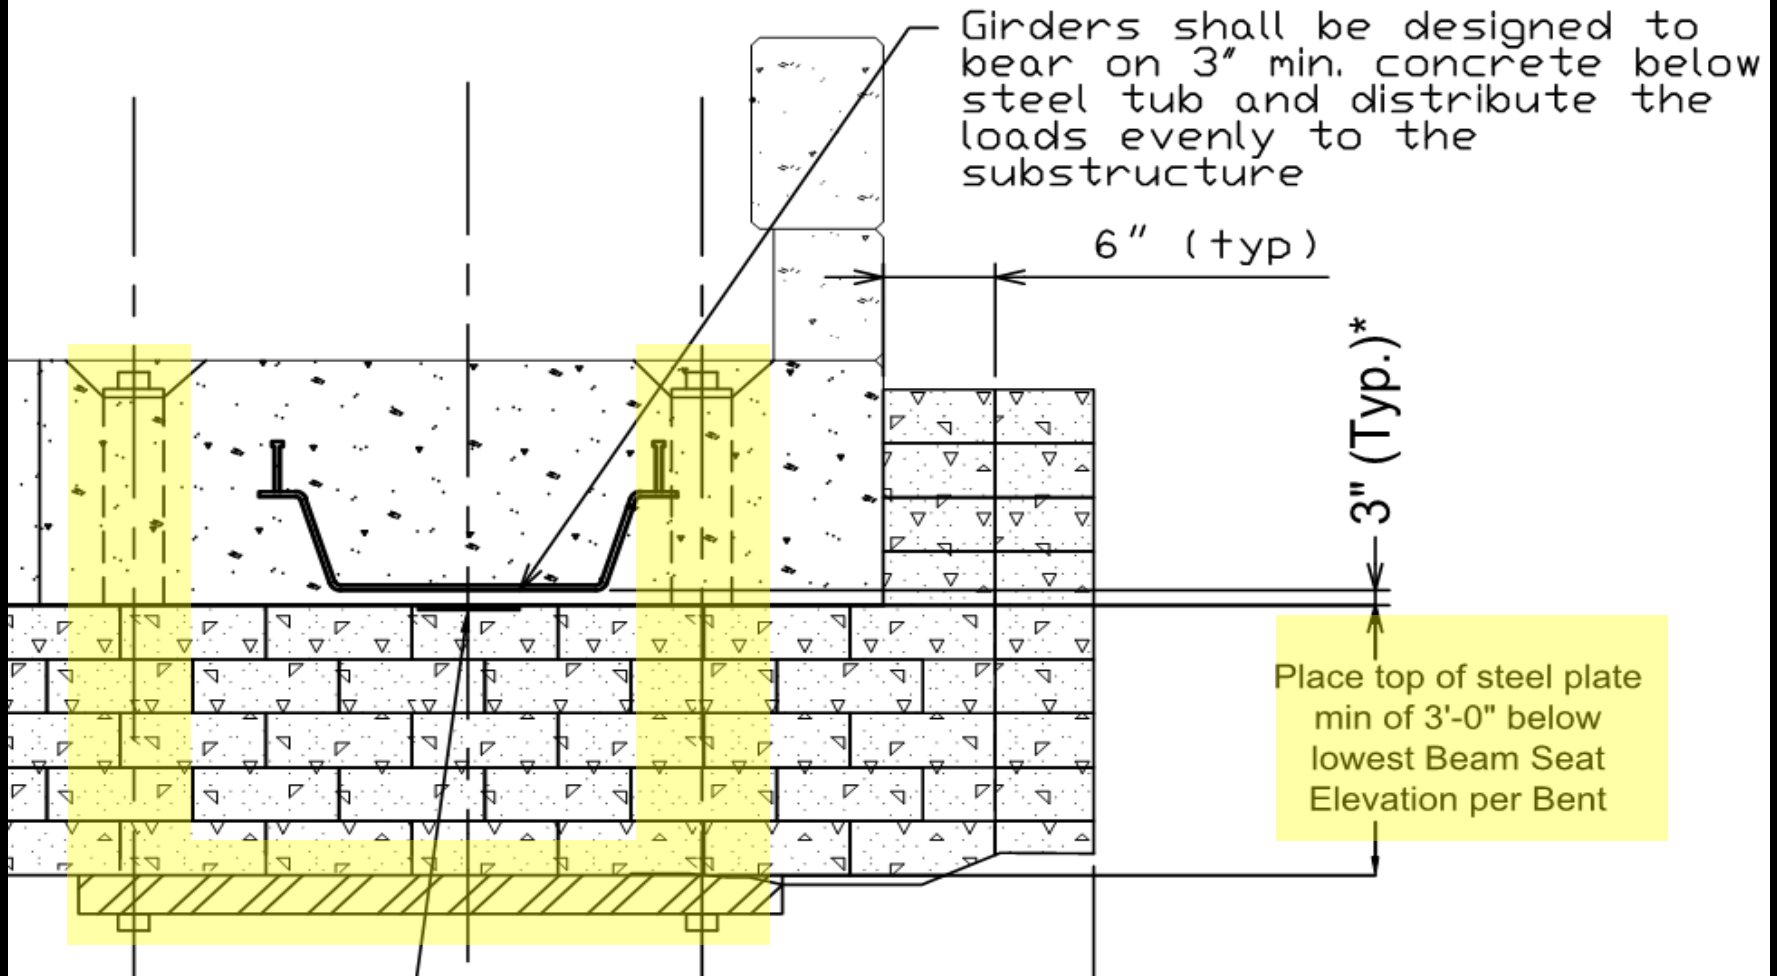 Girders shall be designed to
bear on 3" min. concrete below
steel tub and distribute the
loads evenly to the
substructure
6" (typ)
3" (Typ.)*
Place top of steel plate
min of 3'-0" below
lowest Beam Seat
Elevation per Bent